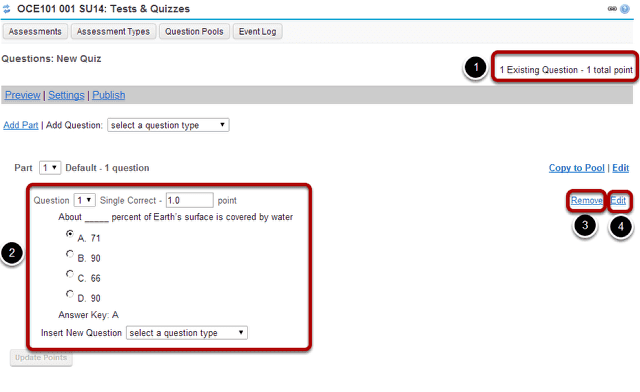 OCE101 001 SU14: Tests & Quizzes
Assessments Assessment Types Question Pools Event Log
Questions: New Quiz
1 1 Existing Question - 1 total point
Preview | Settings | Publish
Add Part | Add Question: select a question type
Part 1 Default - 1 question Copy to Pool | Edit
Question 1 Single Correct - 1.0 point Remove Edit
About _____ percent of Earth's surface is covered by water
3 4
A. 71
2 B. 90
C. 66
D. 90
Answer Key: A
Insert New Question select a question type
Update Points